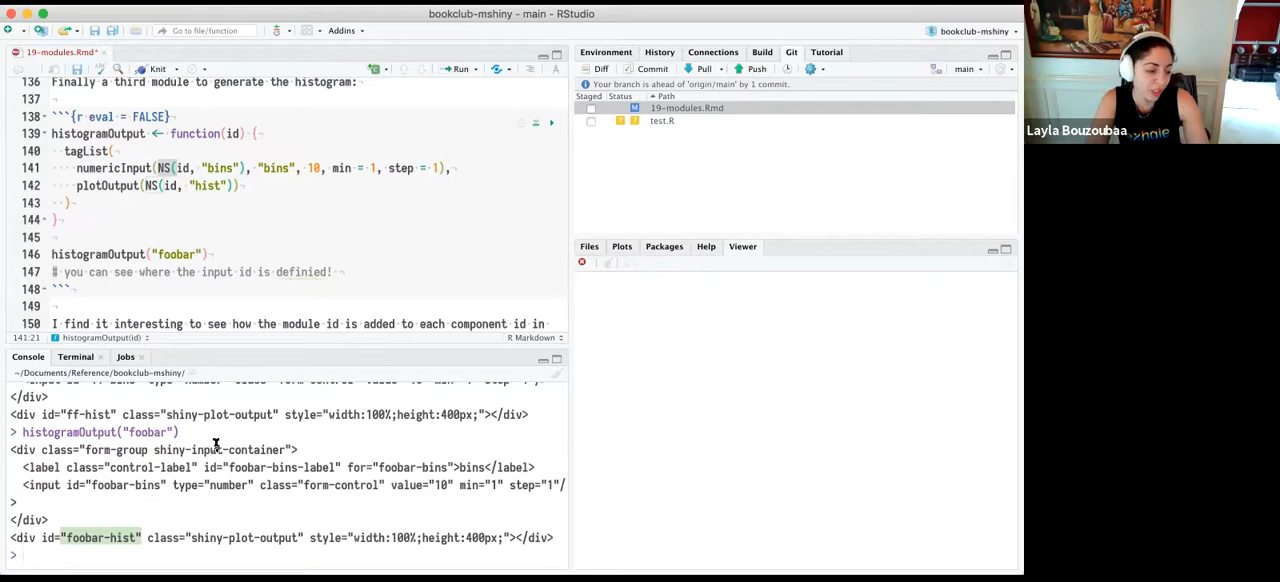 bookclub-mshiny - main - RStudio
Go to file/function
Addins
bookclub-mshiny
19-modules.Rmd*
Knit
Run
136 Finally a third module to generate the histogram:
137
138 ```{r eval = FALSE}
139 histogramOutput <- function(id) {
140 tagList(
141 numericInput(NS(id, "bins"), "bins", 10, min = 1, step = 1),
142 plotOutput(NS(id, "hist"))
143 )
144 }
145
146 histogramOutput("foobar")
147 # you can see where the input id is definied!
148 ```
149
150 I find it interesting to see how the module id is added to each component id in
141:21 histogramOutput(id) R Markdown
Console Terminal Jobs
~/Documents/Reference/bookclub-mshiny/
</div>
<div id="ff-hist" class="shiny-plot-output" style="width:100%;height:400px;"></div>
> histogramOutput("foobar")
<div class="form-group shiny-input-container">
<label class="control-label" id="foobar-bins-label" for="foobar-bins">bins</label>
<input id="foobar-bins" type="number" class="form-control" value="10" min="1" step="1"/
>
</div>
<div id="foobar-hist" class="shiny-plot-output" style="width:100%;height:400px;"></div>
>
Environment History Connections Build Git Tutorial
Diff Commit Pull Push main
Your branch is ahead of 'origin/main' by 1 commit.
Staged Status Path
M 19-modules.Rmd
? ? test.R
Files Plots Packages Help Viewer
Layla Bouzoubaa
exhale